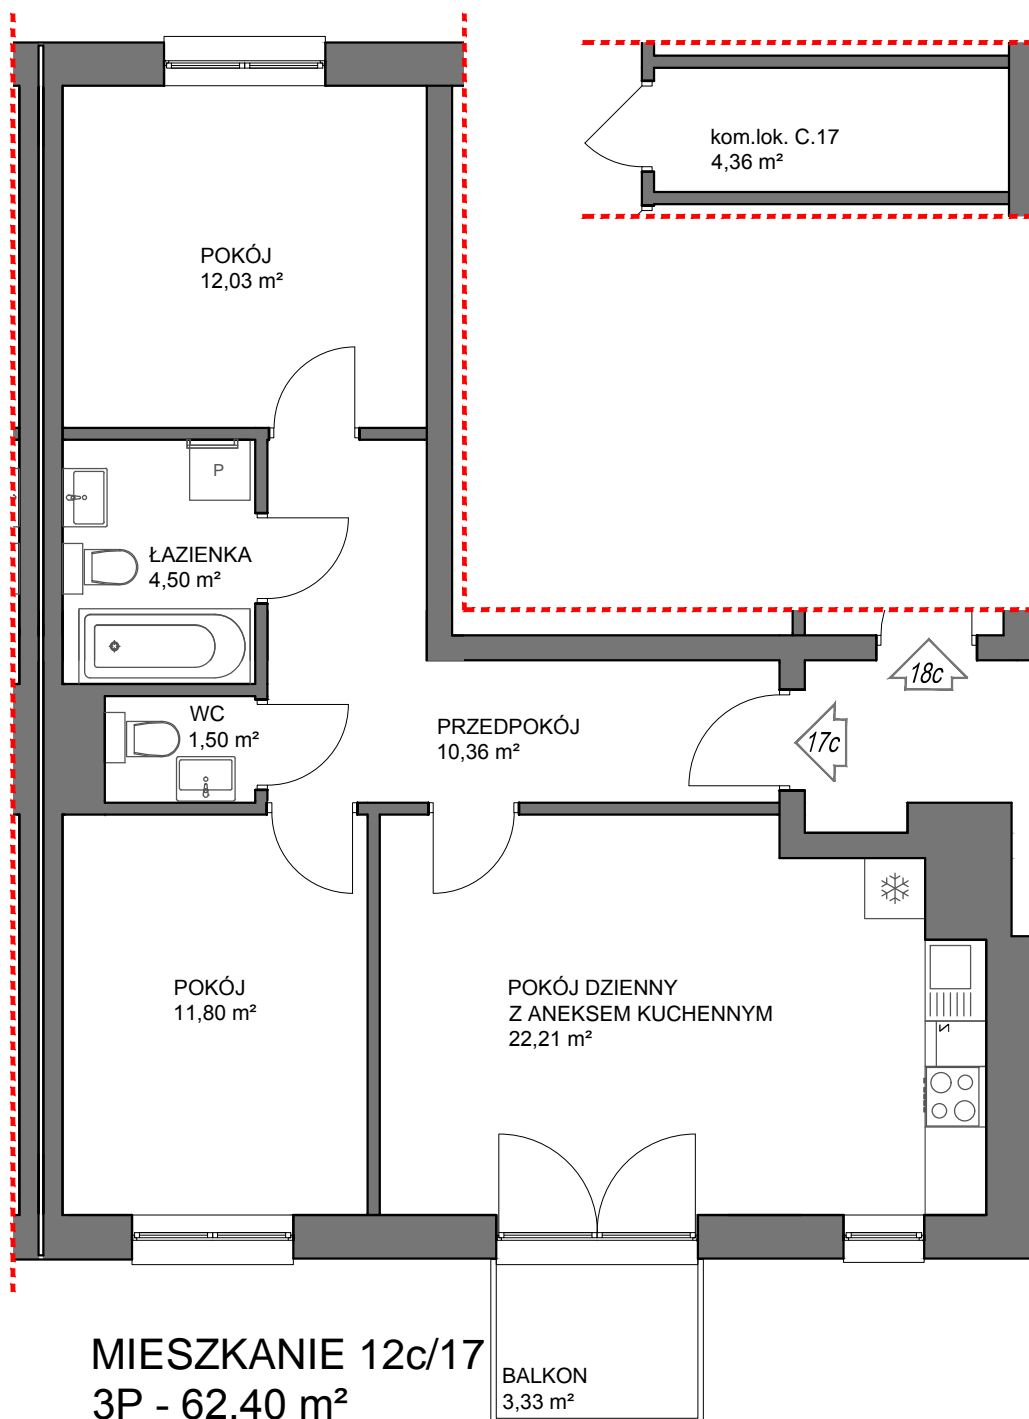 kom.lok. C.17
4,36 m²
POKÓJ
12,03 m²
P
ŁAZIENKA
4,50 m²
18c
WC
1,50 m²
PRZEDPOKÓJ
10,36 m²
17c
POKÓJ
11,80 m²
POKÓJ DZIENNY
Z ANEKSEM KUCHENNYM
22,21 m²
MIESZKANIE 12c/17
3P - 62,40 m²
BALKON
3,33 m²